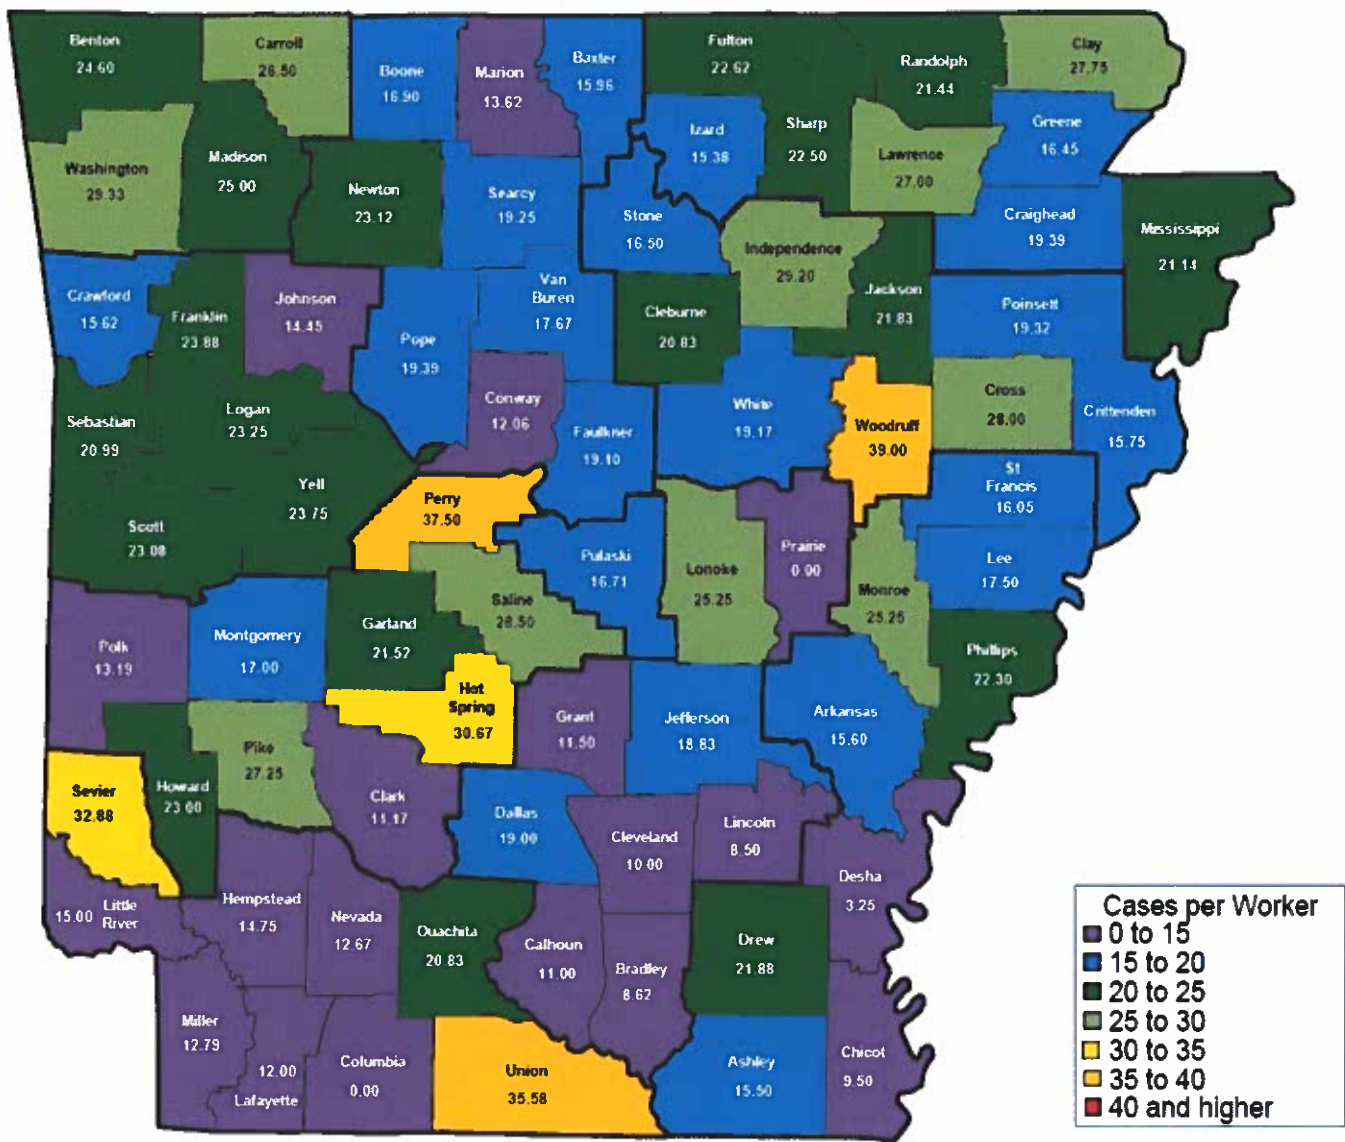 Benton
24.60
Carroll
26.50
Boone
16.90
Marion
13.62
Baxter
15.96
Fulton
22.62
Randolph
21.44
Clay
27.75
Washington
29.33
Madison
25.00
Newton
23.12
Searcy
19.25
Stone
16.50
Izard
15.38
Sharp
22.50
Lawrence
27.00
Greene
16.45
Craighead
19.39
Mississippi
21.14
Independence
29.20
Crawford
15.62
Franklin
23.88
Johnson
14.45
Pope
19.39
Van
Buren
17.67
Cleburne
20.83
Jackson
21.83
Poinsett
19.32
Sebastian
20.99
Logan
23.25
Conway
12.06
Faulkner
19.10
White
19.17
Woodruff
39.00
Cross
28.00
Crittenden
15.75
St
Francis
16.05
Scott
23.08
Yell
23.75
Perry
37.50
Pulaski
16.71
Lonoke
25.25
Prairie
0.00
Monroe
25.25
Lee
17.50
Polk
13.19
Montgomery
17.00
Garland
21.52
Saline
28.50
Phillips
22.30
Hot
Spring
30.67
Grant
11.50
Jefferson
18.83
Arkansas
15.60
Sevier
32.88
Howard
23.00
Pike
27.25
Clark
11.17
Dallas
19.00
Cleveland
10.00
Lincoln
8.50
Desha
3.25
15.00 Little
River
Hempstead
14.75
Nevada
12.67
Ouachita
20.83
Calhoun
11.00
Bradley
8.62
Drew
21.88
Miller
12.79
12.00
Lafayette
Columbia
0.00
Union
35.58
Ashley
15.50
Chicot
9.50
Cases per Worker
0 to 15
15 to 20
20 to 25
25 to 30
30 to 35
35 to 40
40 and higher